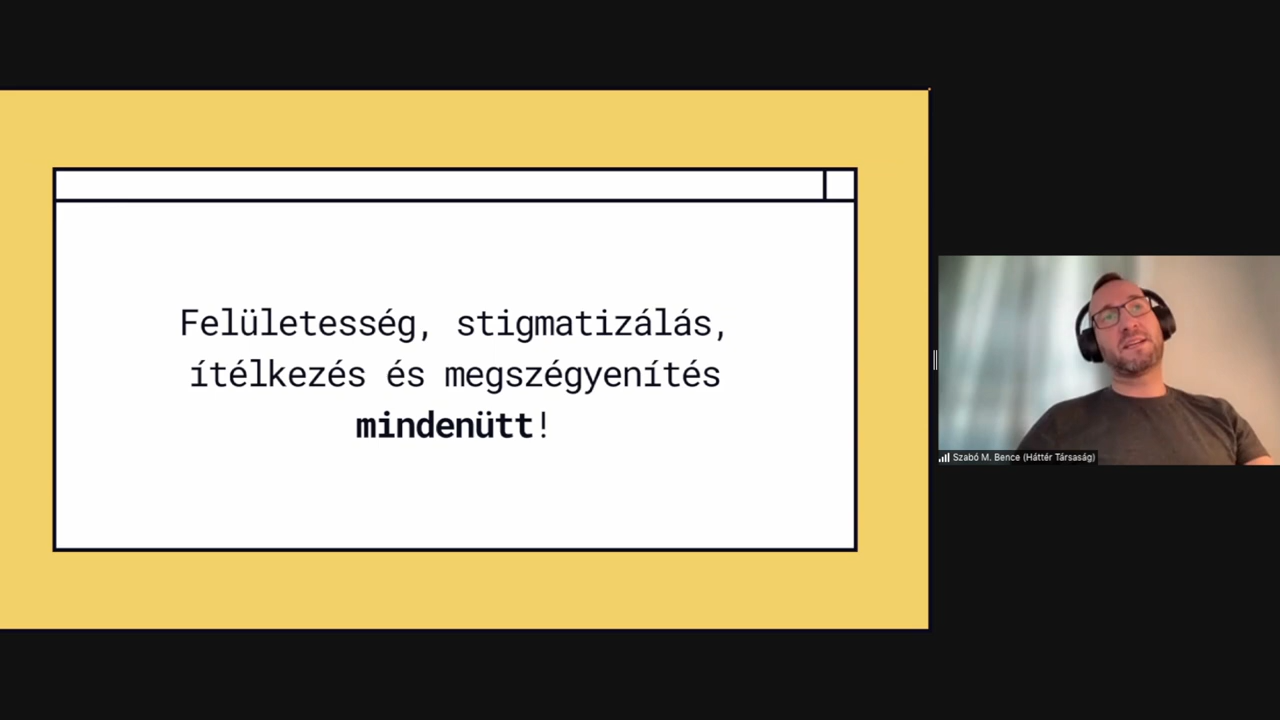 Felületesség, stigmatizálás,
ítélkezés és megszégyenítés
mindenütt!
Szabó M. Bence (Háttér Társaság)